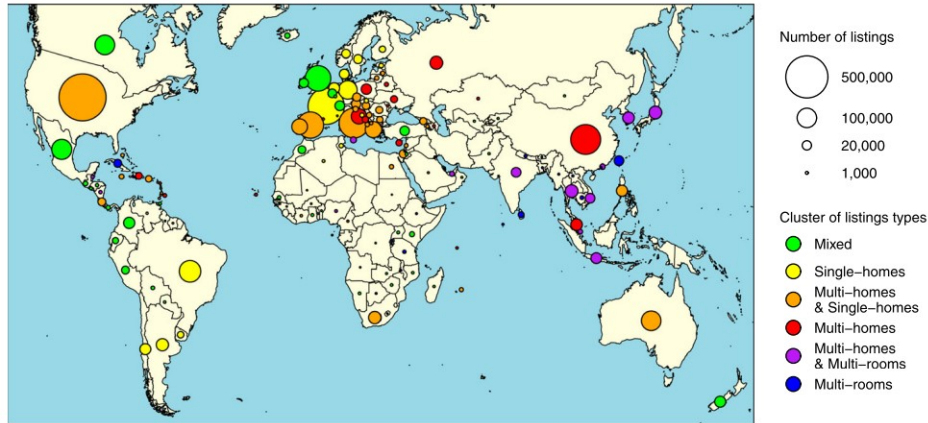 Number of listings
500,000
100,000
20,000
1,000
Cluster of listings types
Mixed
Single−homes
Multi−homes
& Single−homes
Multi−homes
Multi−homes
& Multi−rooms
Multi−rooms